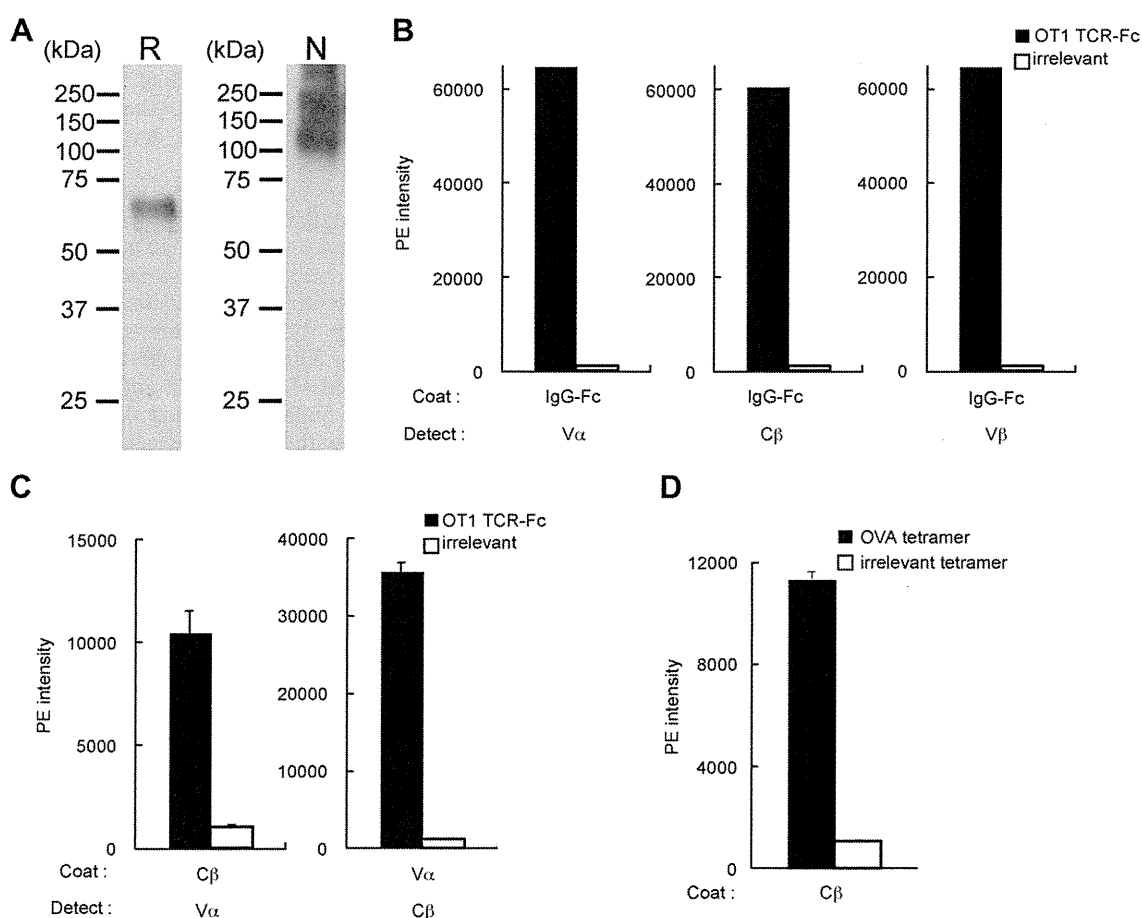 A
(kDa) R (kDa) N
250 250
150 150
100 100
75 75
50 50
37 37
25 25
B
OT1 TCR-Fc
irrelevant
PE intensity
60000 60000 60000
40000 40000 40000
20000 20000 20000
0 0 0
Coat : IgG-Fc IgG-Fc IgG-Fc
Detect : Vα Cβ Vβ
C
OT1 TCR-Fc
irrelevant
PE intensity
15000 40000
10000 30000
5000 20000
0 10000
0
Coat : Cβ Vα
Detect : Vα Cβ
D
OVA tetramer
irrelevant tetramer
PE intensity
12000
8000
4000
0
Coat : Cβ